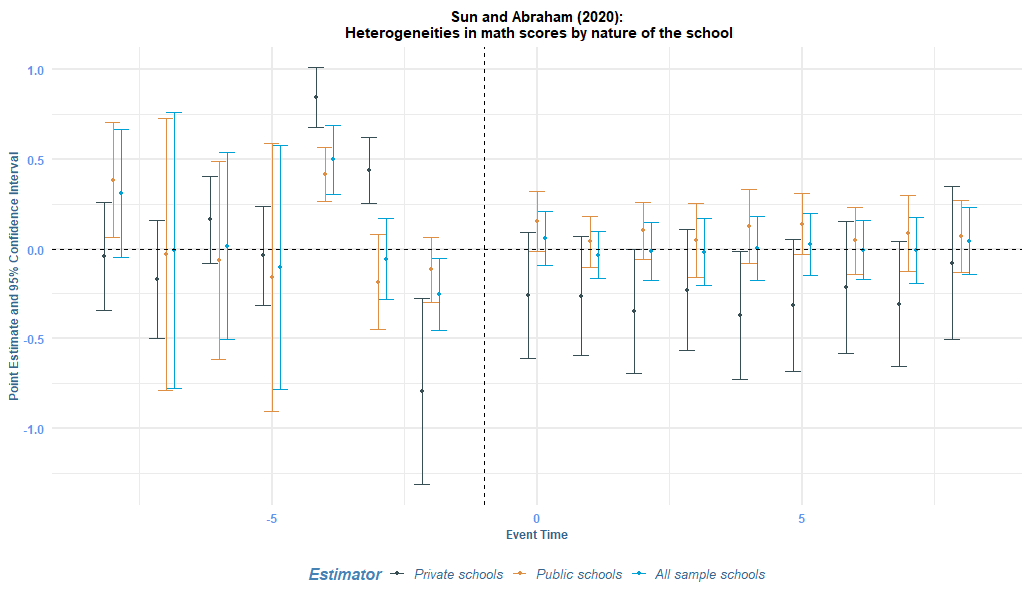 Sun and Abraham (2020):
Heterogeneities in math scores by nature of the school
Point Estimate and 95% Confidence Interval
1.0
0.5
0.0
-0.5
-1.0
-5
0
5
Event Time
Estimator
Private schools
Public schools
All sample schools